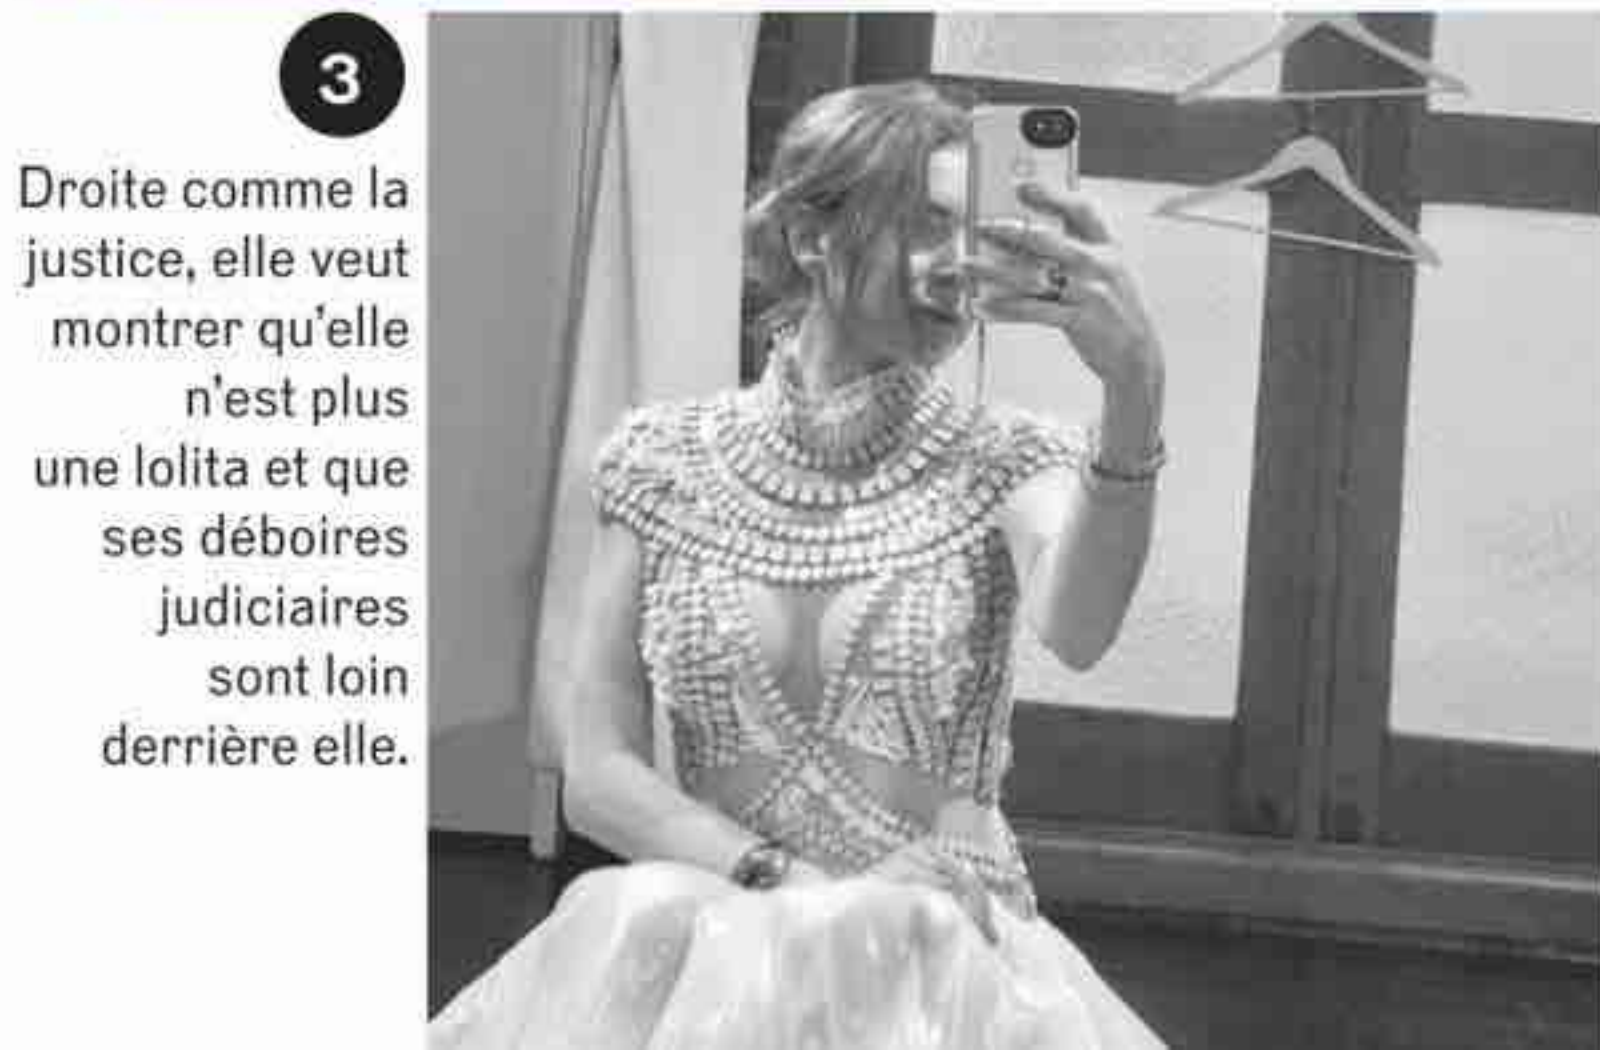 3
Droite comme la
justice, elle veut
montrer qu'elle
n'est plus
une lolita et que
ses déboires
judiciaires
sont loin
derrière elle.